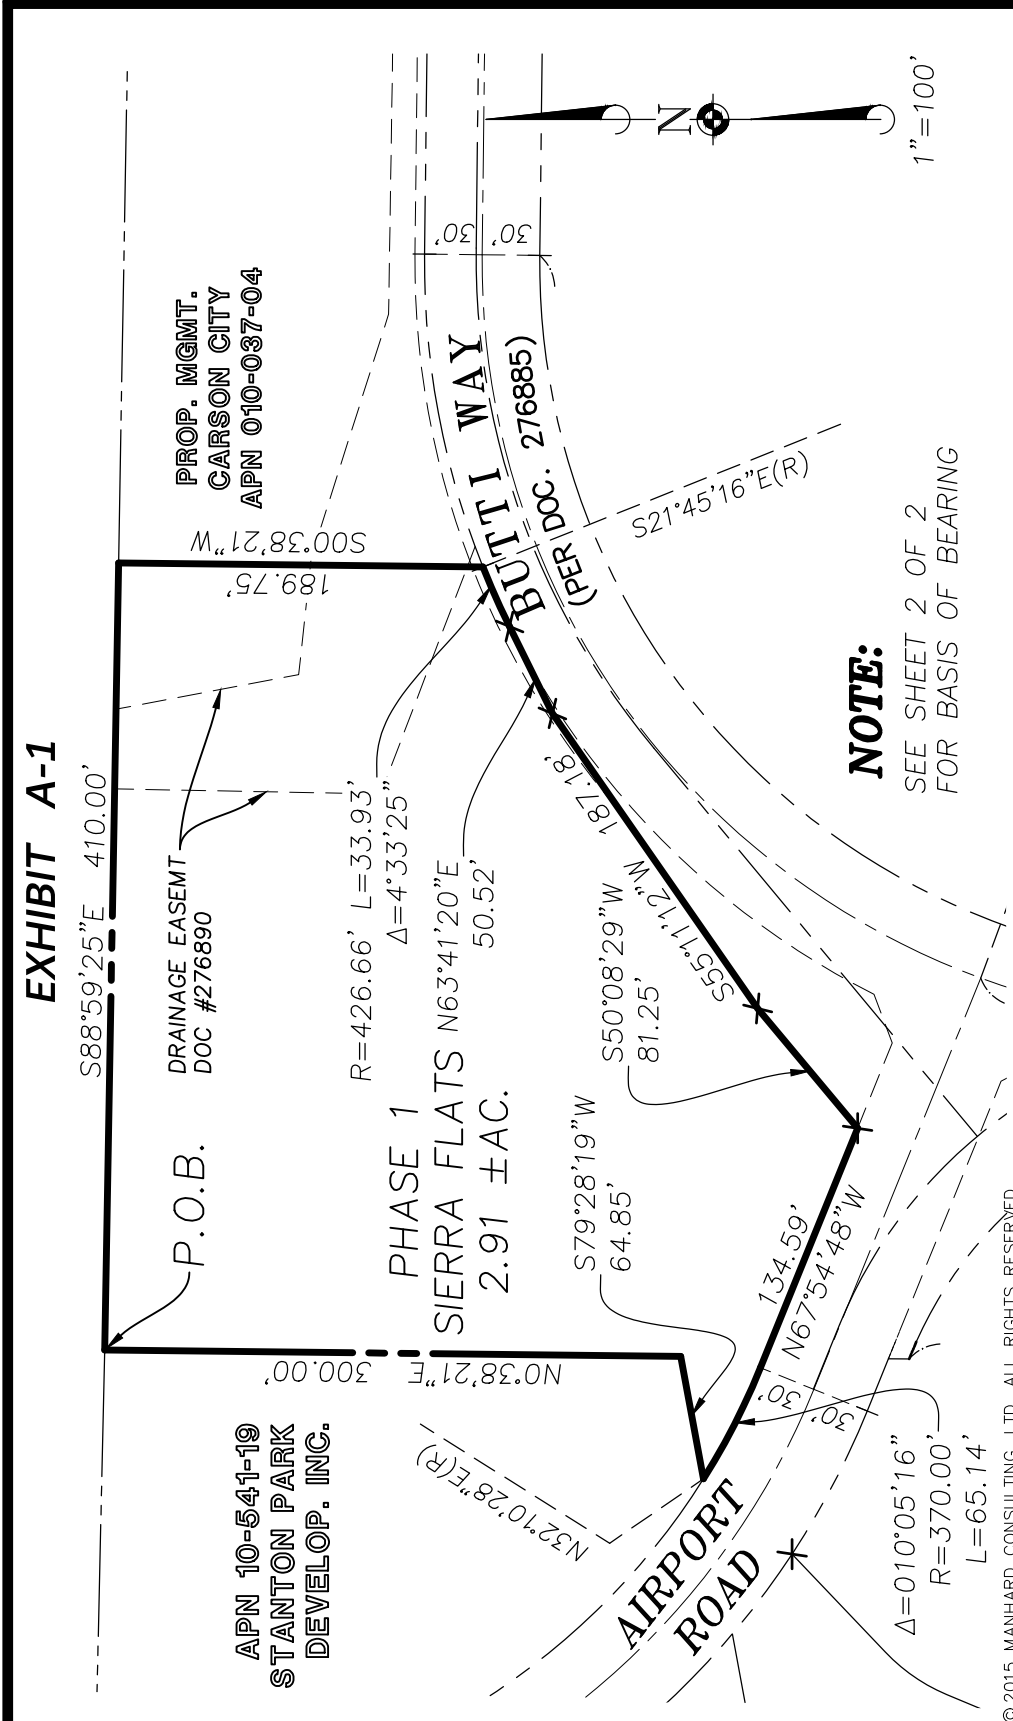 EXHIBIT A-1
S88°59'25"E 410.00'
P.O.B.
DRAINAGE EASEMT
DOC #276890
PROP. MGMT.
CARSON CITY
APN 010-037-04
S00°38'21"W
189.75'
APN 10-541-19
STANTON PARK
DEVELOP. INC.
300.00'
N0°38'21"E
R=426.66' L=33.93'
Δ=4°33'25"
PHASE 1
SIERRA FLATS
2.91 ±AC.
N63°41'20"E
50.52'
30'
30'
BUTTI WAY
(PER DOC. 276885)
S21°45'16"E(R)
187.18'
S55°11'12"W
S50°08'29"W
81.25'
S79°28'19"W
64.85'
N32°10'28"E(R)
134.59'
N67°54'48"W
30'
30'
AIRPORT
ROAD
Δ=010°05'16"
R=370.00'
L=65.14'
NOTE:
SEE SHEET 2 OF 2
FOR BASIS OF BEARING
N
1"=100'
©2015 MANHARD CONSULTING, LTD. ALL RIGHTS RESERVED